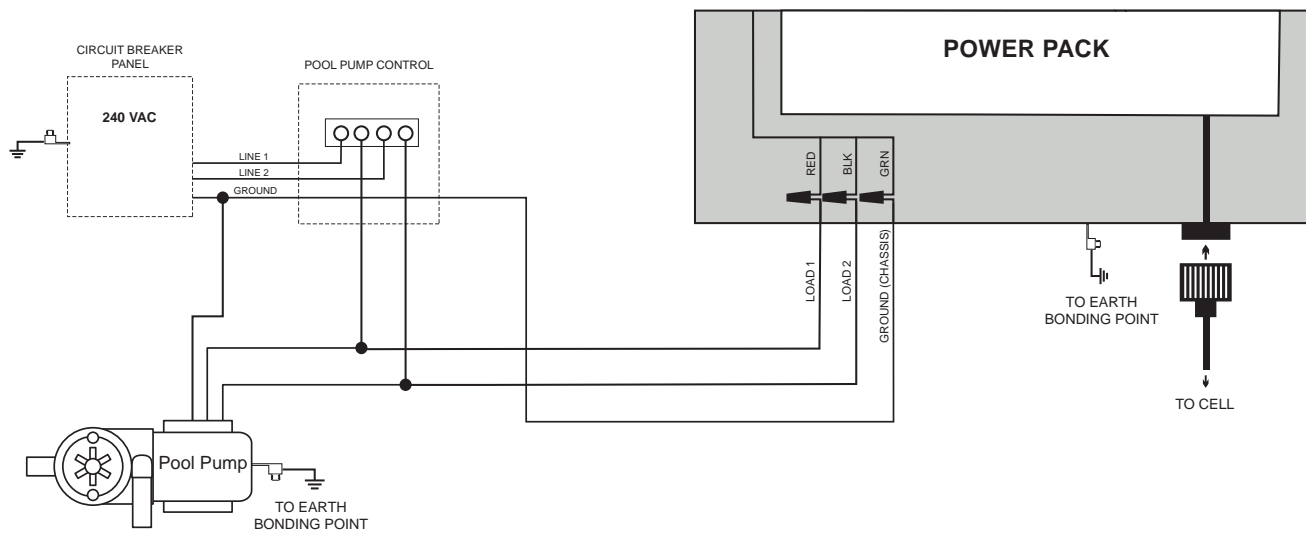 CIRCUIT BREAKER
PANEL
240 VAC
POOL PUMP CONTROL
LINE 1
LINE 2
GROUND
POWER PACK
RED
BLK
GRN
LOAD 1
LOAD 2
GROUND (CHASSIS)
TO EARTH
BONDING POINT
TO CELL
Pool Pump
TO EARTH
BONDING POINT